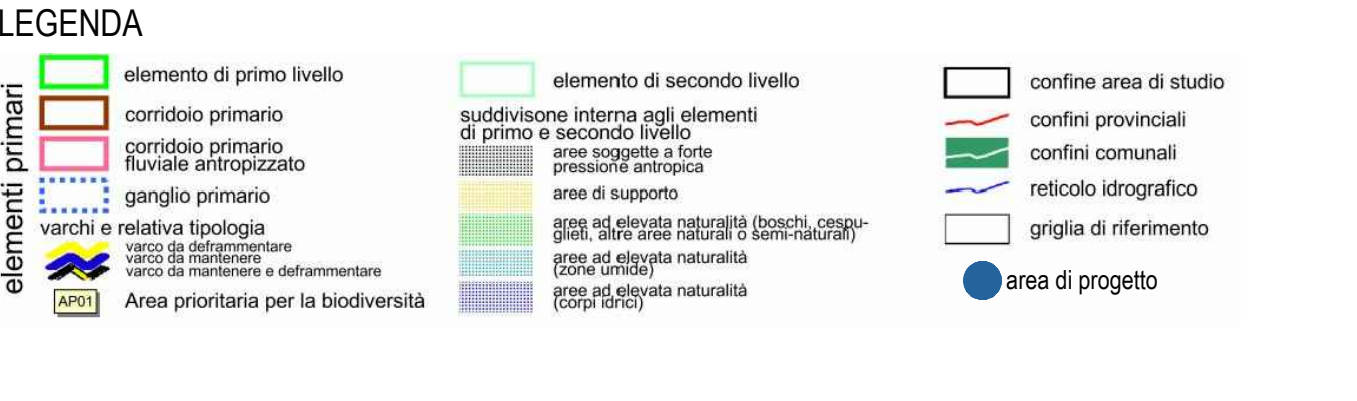 LEGENDA
elementi primari
elemento di primo livello
corridoio primario
corridoio primario
fluviale antropizzato
ganglio primario
varchi e relativa tipologia
varco da deframmentare
varco da mantenere
varco da mantenere e deframmentare
AP01
Area prioritaria per la biodiversità
elemento di secondo livello
suddivisone interna agli elementi
di primo e secondo livello
aree soggette a forte
pressione antropica
aree di supporto
aree ad elevata naturalità (boschi, cespu-
glieti, altre aree naturali o semi-naturali)
aree ad elevata naturalità
(zone umide)
aree ad elevata naturalità
(corpi idrici)
confine area di studio
confini provinciali
confini comunali
reticolo idrografico
griglia di riferimento
area di progetto